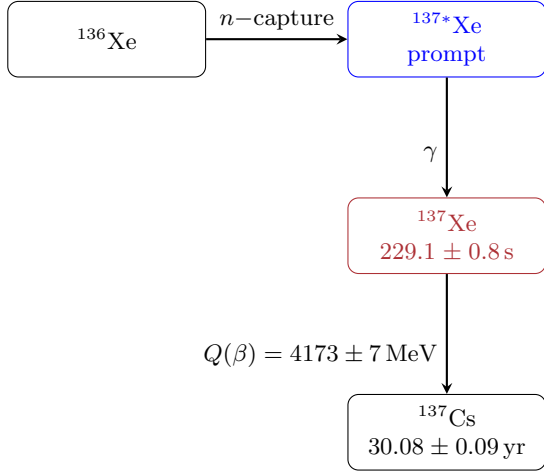 ¹³⁶Xe
n−capture
¹³⁷*Xe
prompt
γ
¹³⁷Xe
229.1 ± 0.8 s
Q(β) = 4173 ± 7 MeV
¹³⁷Cs
30.08 ± 0.09 yr